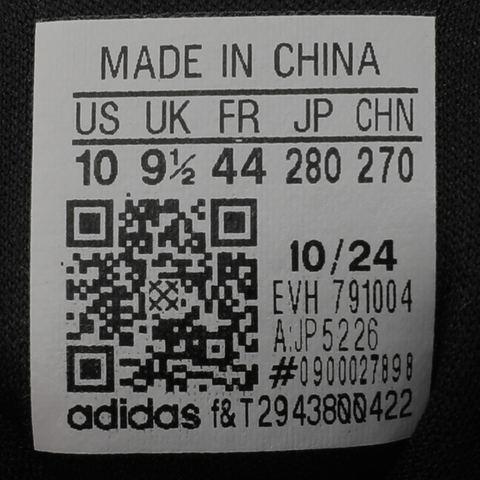 MADE IN CHINA
US UK FR JP CHN
10 9½ 44 280 270
10/24
EVH 791004
A:JP5226
#0900027898
adidas f&T2943800422